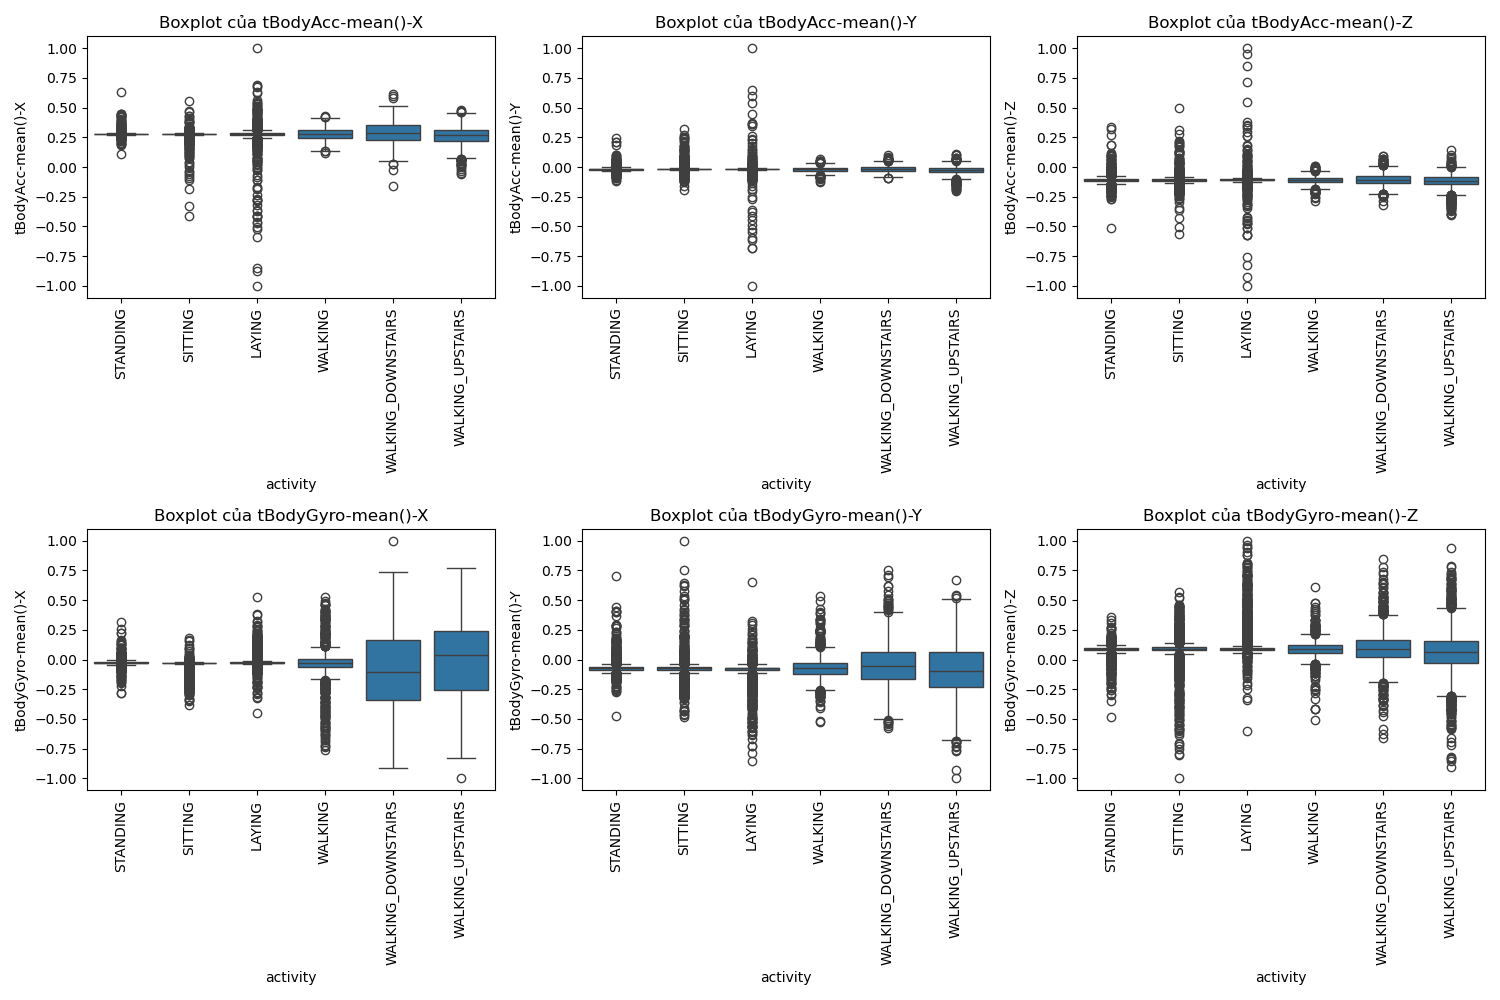 Boxplot của tBodyAcc-mean()-X
tBodyAcc-mean()-X
1.00
0.75
0.50
0.25
0.00
−0.25
−0.50
−0.75
−1.00
STANDING
SITTING
LAYING
WALKING
WALKING_DOWNSTAIRS
WALKING_UPSTAIRS
activity
Boxplot của tBodyAcc-mean()-Y
tBodyAcc-mean()-Y
1.00
0.75
0.50
0.25
0.00
−0.25
−0.50
−0.75
−1.00
STANDING
SITTING
LAYING
WALKING
WALKING_DOWNSTAIRS
WALKING_UPSTAIRS
activity
Boxplot của tBodyAcc-mean()-Z
tBodyAcc-mean()-Z
1.00
0.75
0.50
0.25
0.00
−0.25
−0.50
−0.75
−1.00
STANDING
SITTING
LAYING
WALKING
WALKING_DOWNSTAIRS
WALKING_UPSTAIRS
activity
Boxplot của tBodyGyro-mean()-X
tBodyGyro-mean()-X
1.00
0.75
0.50
0.25
0.00
−0.25
−0.50
−0.75
−1.00
STANDING
SITTING
LAYING
WALKING
WALKING_DOWNSTAIRS
WALKING_UPSTAIRS
activity
Boxplot của tBodyGyro-mean()-Y
tBodyGyro-mean()-Y
1.00
0.75
0.50
0.25
0.00
−0.25
−0.50
−0.75
−1.00
STANDING
SITTING
LAYING
WALKING
WALKING_DOWNSTAIRS
WALKING_UPSTAIRS
activity
Boxplot của tBodyGyro-mean()-Z
tBodyGyro-mean()-Z
1.00
0.75
0.50
0.25
0.00
−0.25
−0.50
−0.75
−1.00
STANDING
SITTING
LAYING
WALKING
WALKING_DOWNSTAIRS
WALKING_UPSTAIRS
activity